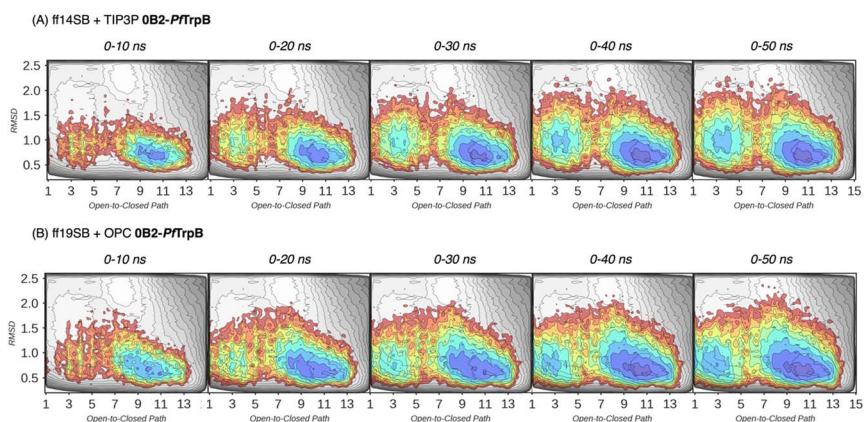 (A) ff14SB + TIP3P 0B2-PfTrpB
0-10 ns 0-20 ns 0-30 ns 0-40 ns 0-50 ns
RMSD
2.5
2.0
1.5
1.0
0.5
1 3 5 7 9 11 13 1 3 5 7 9 11 13 1 3 5 7 9 11 13 1 3 5 7 9 11 13 1 3 5 7 9 11 13 15
Open-to-Closed Path Open-to-Closed Path Open-to-Closed Path Open-to-Closed Path Open-to-Closed Path
(B) ff19SB + OPC 0B2-PfTrpB
0-10 ns 0-20 ns 0-30 ns 0-40 ns 0-50 ns
RMSD
2.5
2.0
1.5
1.0
0.5
1 3 5 7 9 11 13 1 3 5 7 9 11 13 1 3 5 7 9 11 13 1 3 5 7 9 11 13 1 3 5 7 9 11 13 15
Open-to-Closed Path Open-to-Closed Path Open-to-Closed Path Open-to-Closed Path Open-to-Closed Path